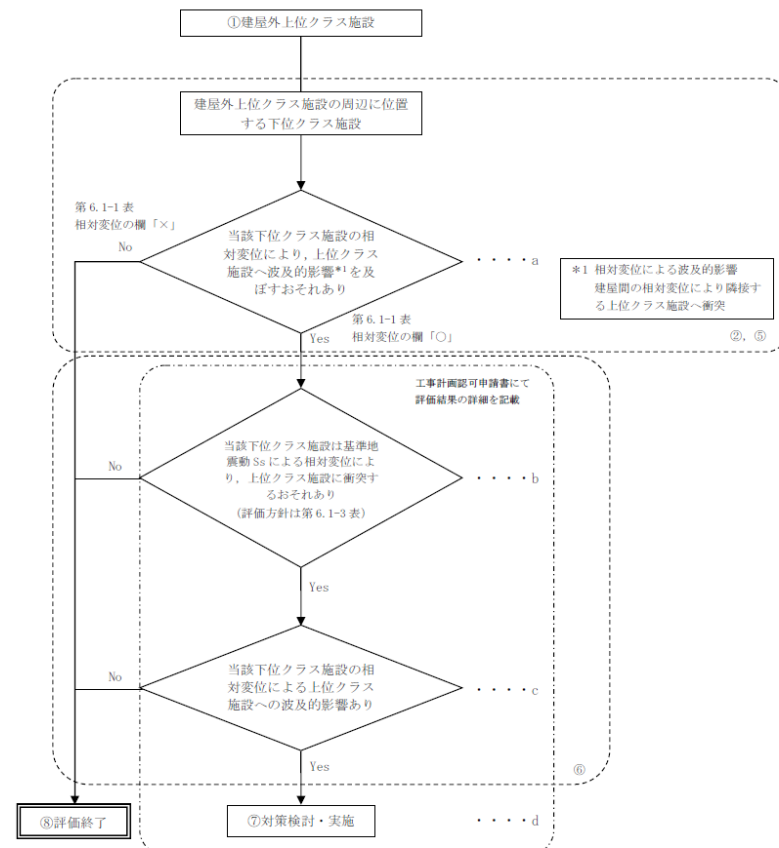 ①建屋外上位クラス施設
建屋外上位クラス施設の周辺に位置
する下位クラス施設
第 6.1-1 表
相対変位の欄「×」
No
当該下位クラス施設の相
対変位により, 上位クラス
施設へ波及的影響*1を及
ぼすおそれあり
・・・・a
*1 相対変位による波及的影響
建屋間の相対変位により隣接す
る上位クラス施設へ衝突
第 6.1-1 表
Yes 相対変位の欄「○」
②, ⑤
工事計画認可申請書にて
評価結果の詳細を記載
No
当該下位クラス施設は基準地
震動 Ss による相対変位によ
り, 上位クラス施設に衝突す
るおそれあり
(評価方針は第 6.1-3 表)
・・・・b
Yes
No
当該下位クラス施設の相
対変位による上位クラス
施設への波及的影響あり
・・・・c
Yes
⑥
⑧評価終了
⑦対策検討・実施
・・・・d